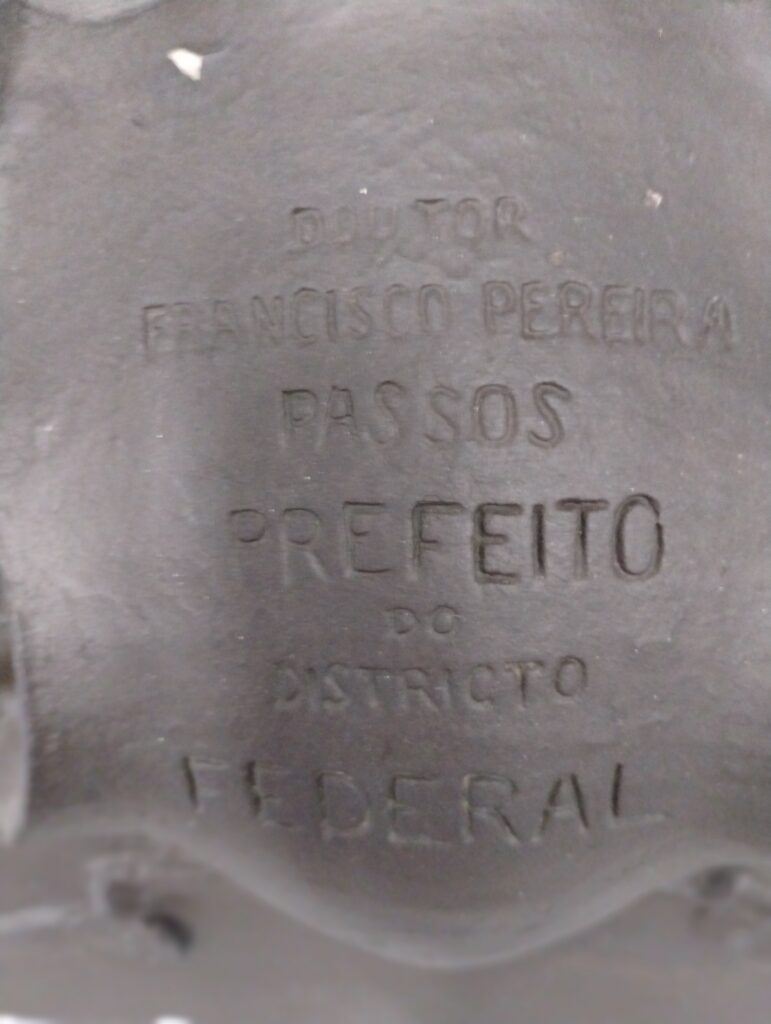 DOUTOR
FRANCISCO PEREIRA
PASSOS
PREFEITO
DO
DISTRICTO
FEDERAL